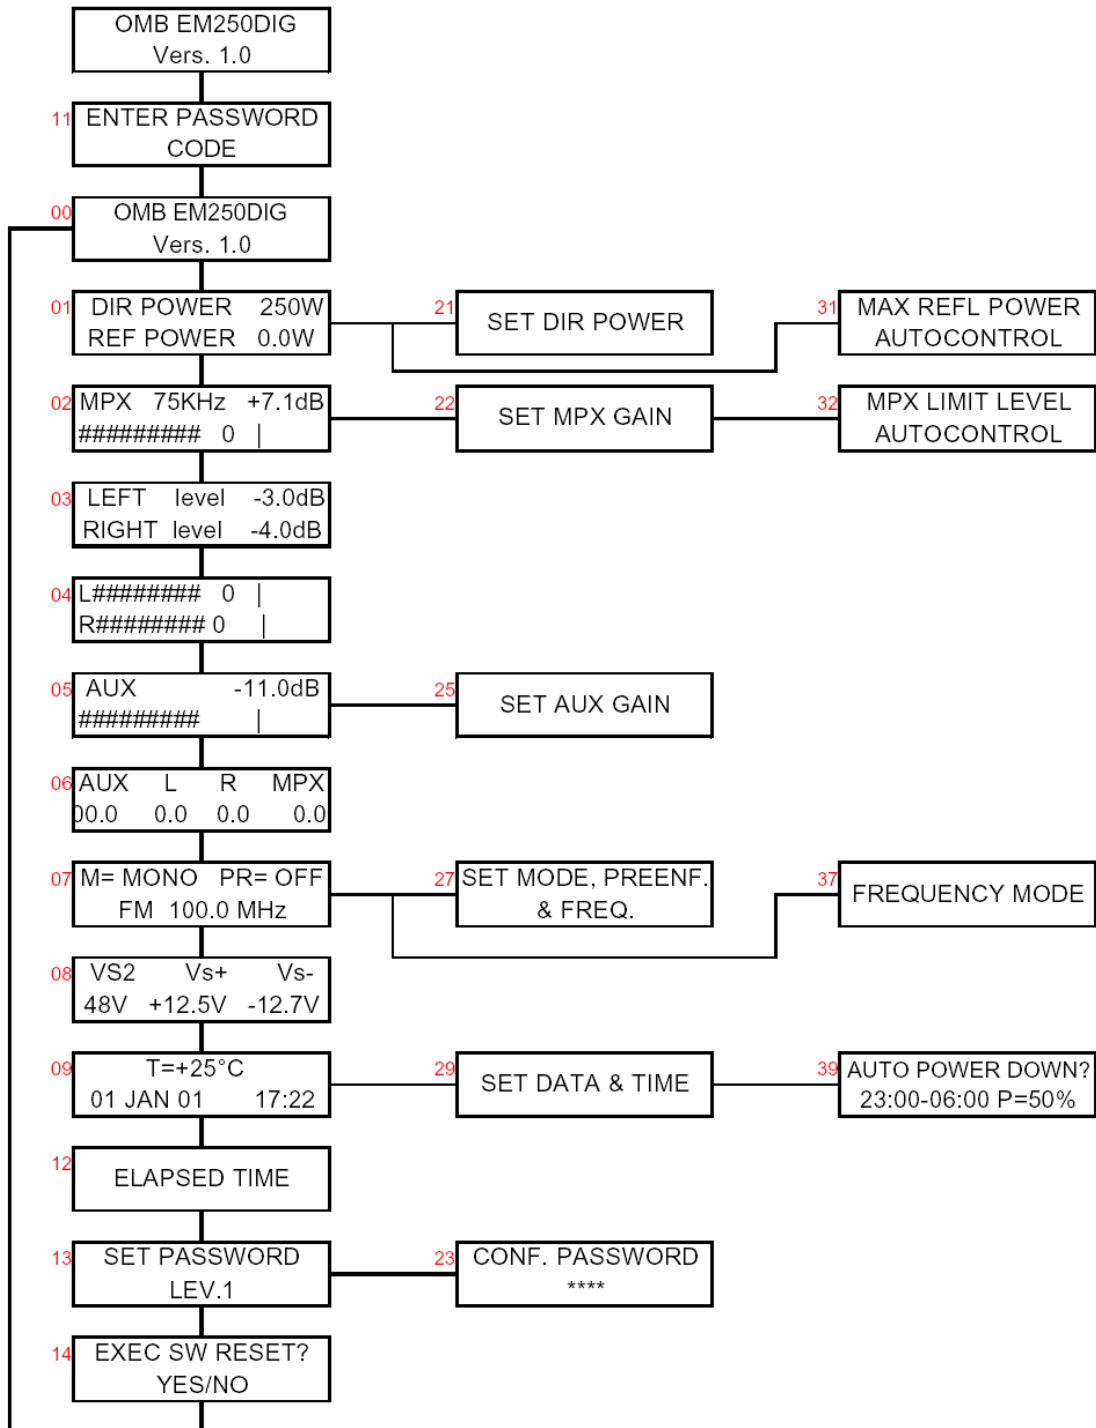 OMB EM250DIG
Vers. 1.0
11 ENTER PASSWORD
CODE
00 OMB EM250DIG
Vers. 1.0
01 DIR POWER 250W
REF POWER 0.0W
21 SET DIR POWER
31 MAX REFL POWER
AUTOCONTROL
02 MPX 75KHz +7.1dB
######### 0 |
22 SET MPX GAIN
32 MPX LIMIT LEVEL
AUTOCONTROL
03 LEFT level -3.0dB
RIGHT level -4.0dB
04 L######## 0 |
R######## 0 |
05 AUX -11.0dB
######### |
25 SET AUX GAIN
06 AUX L R MPX
00.0 0.0 0.0 0.0
07 M= MONO PR= OFF
FM 100.0 MHz
27 SET MODE, PREENF.
& FREQ.
37 FREQUENCY MODE
08 VS2 Vs+ Vs-
48V +12.5V -12.7V
09 T=+25°C
01 JAN 01 17:22
29 SET DATA & TIME
39 AUTO POWER DOWN?
23:00-06:00 P=50%
12 ELAPSED TIME
13 SET PASSWORD
LEV.1
23 CONF. PASSWORD
****
14 EXEC SW RESET?
YES/NO